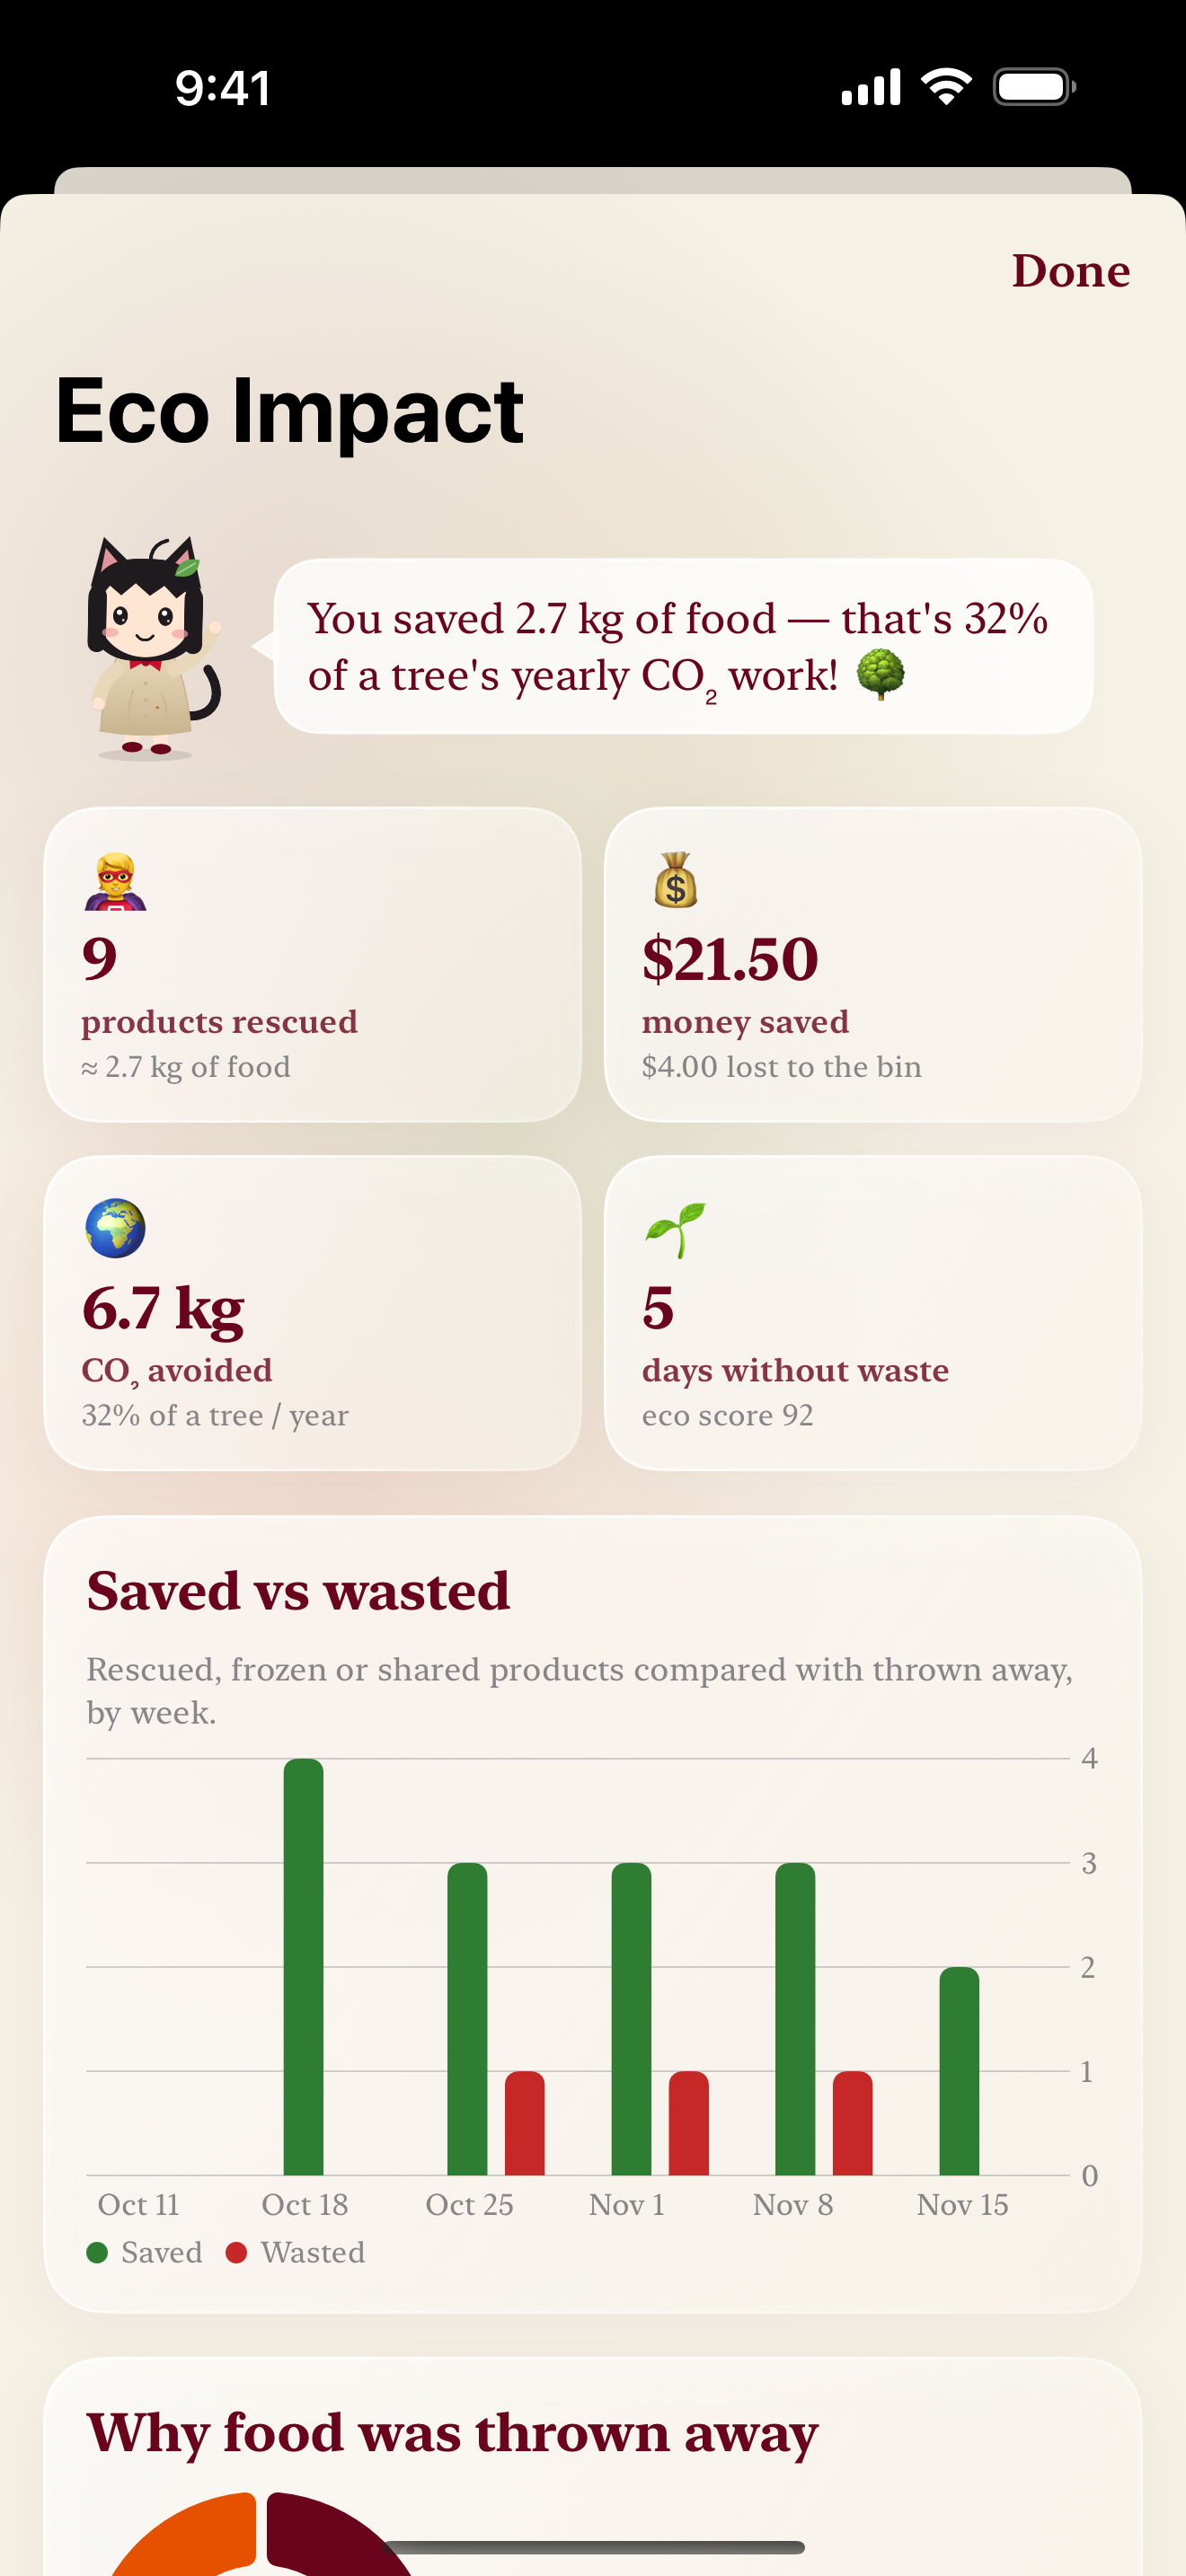 9:41
Done
Eco Impact
You saved 2.7 kg of food — that's 32%
of a tree's yearly CO₂ work! 🌳
9
products rescued
≈ 2.7 kg of food
$21.50
money saved
$4.00 lost to the bin
6.7 kg
CO₂ avoided
32% of a tree / year
5
days without waste
eco score 92
Saved vs wasted
Rescued, frozen or shared products compared with thrown away,
by week.
4
3
2
1
0
Oct 11 Oct 18 Oct 25 Nov 1 Nov 8 Nov 15
Saved Wasted
Why food was thrown away